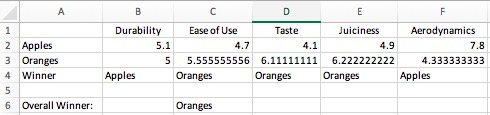 A B C D E F
1 Durability Ease of Use Taste Juiciness Aerodynamics
2 Apples 5.1 4.7 4.1 4.9 7.8
3 Oranges 5 5.555555556 6.11111111 6.222222222 4.333333333
4 Winner Apples Oranges Oranges Oranges Apples
5
6 Overall Winner: Oranges